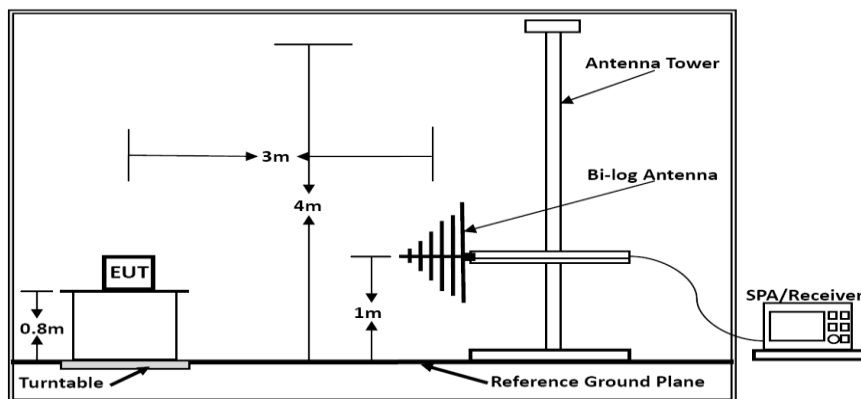 Antenna Tower
3m
Bi-log Antenna
4m
EUT
SPA/Receiver
0.8m
1m
Turntable
Reference Ground Plane